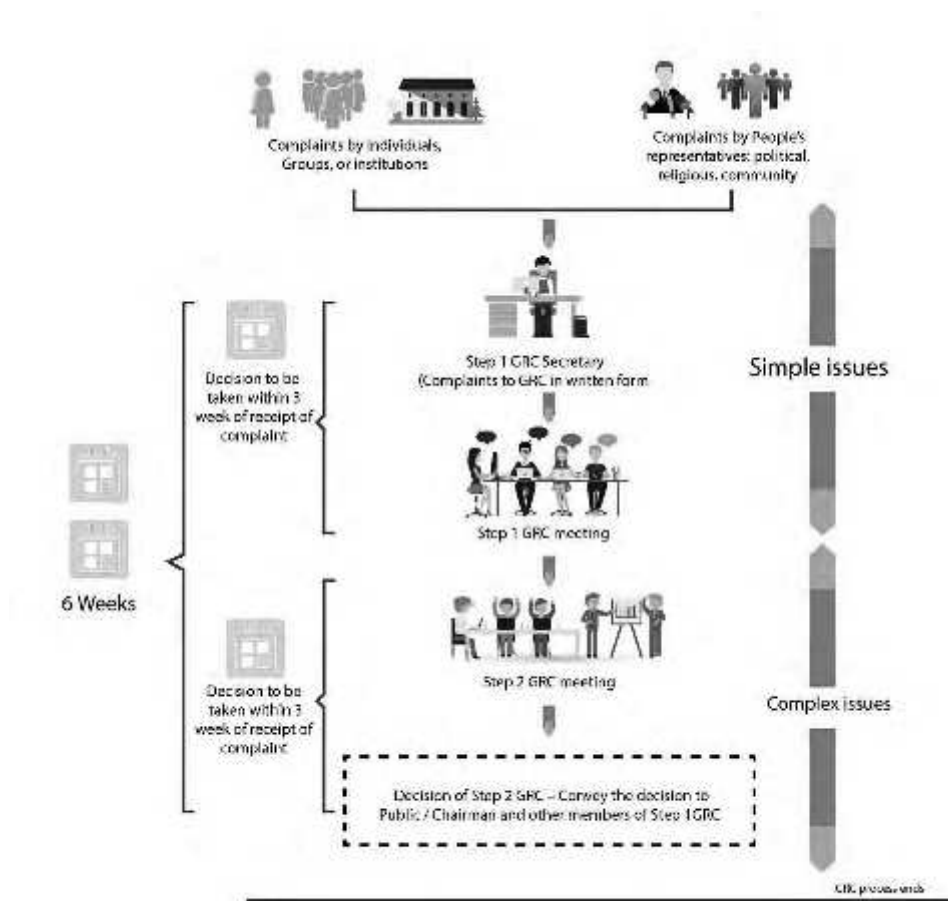 Complaints by Individuals,
Groups, or institutions
Complaints by People's
representatives: political,
religious, community
Step 1 GRC Secretary
(Complaints to GRC in written form
Decision to be
taken within 3
week of receipt of
complaint
Simple issues
Step 1 GRC meeting
6 Weeks
Step 2 GRC meeting
Decision to be
taken within 3
week of receipt of
complaint
Complex issues
Decision of Step 2 GRC – Convey the decision to
Public / Chairman and other members of Step 1GRC
GRC process ends